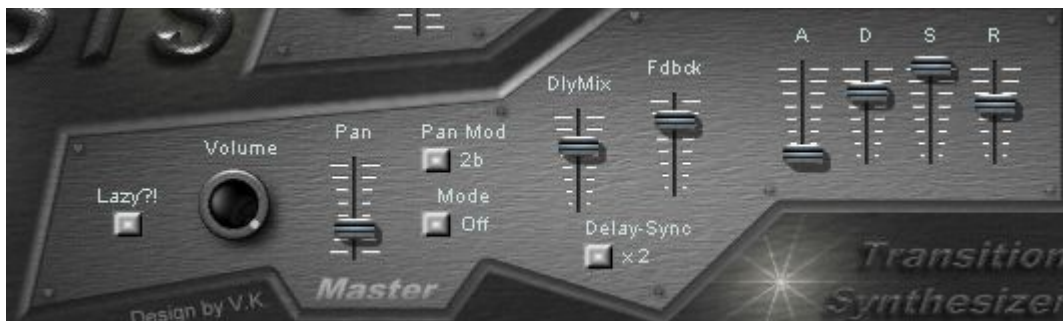 A D S R
Fdbck
DlyMix
Pan
Pan Mod
2b
Volume
Lazy?!
Mode
Off
Delay-Sync
x2
Master
Design by V.K
Transition
Synthesizer